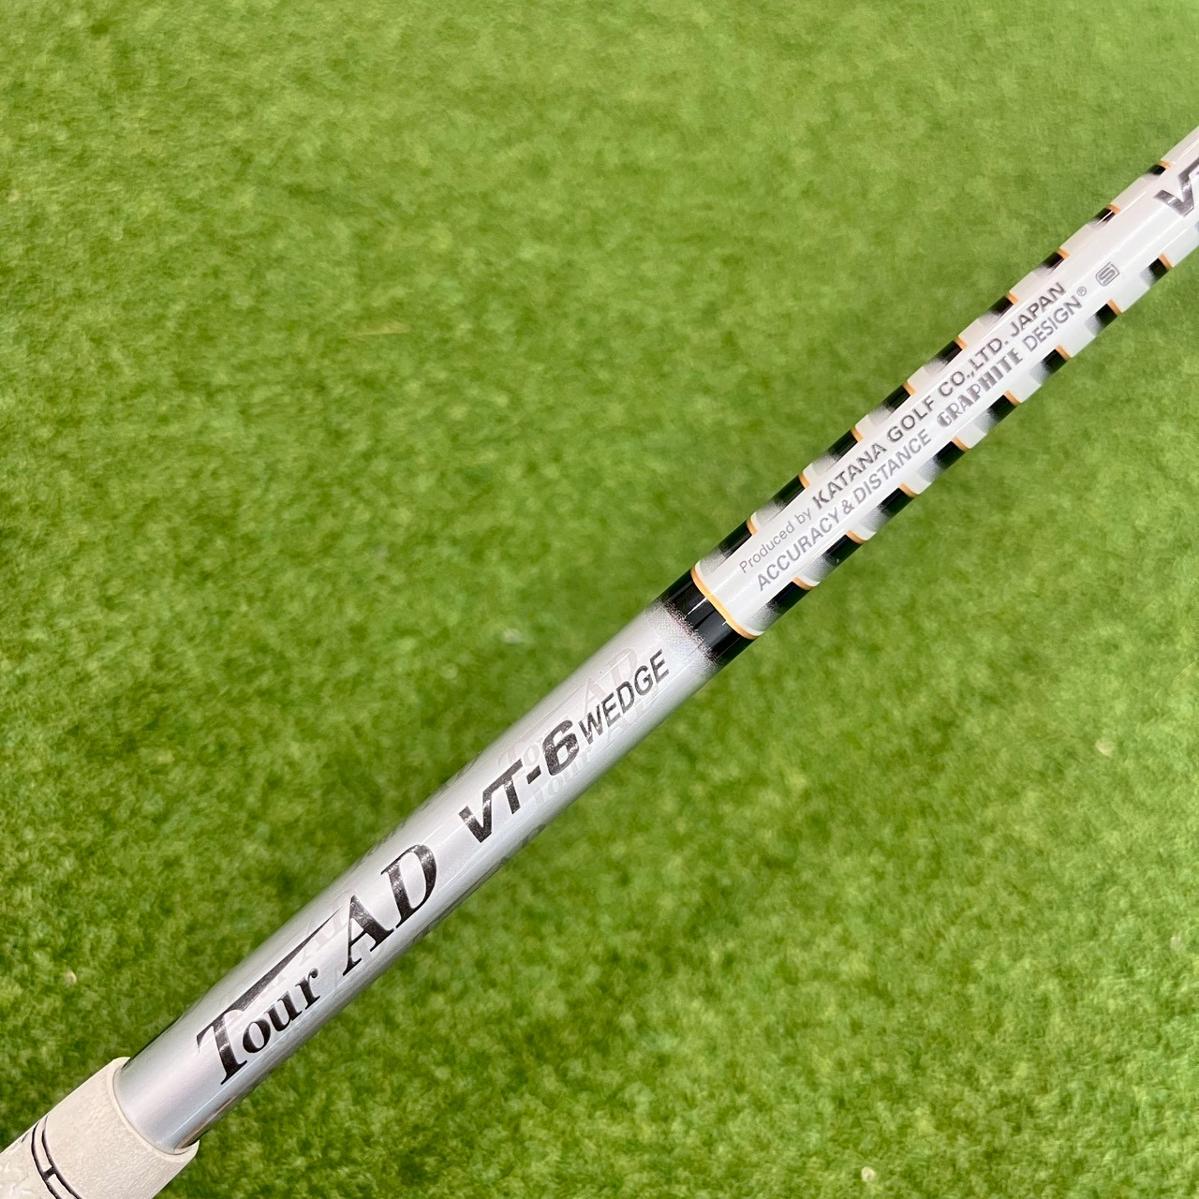 Tour AD VT-6 WEDGE
Produced by KATANA GOLF CO.,LTD. JAPAN
ACCURACY & DISTANCE GRAPHITE DESIGN® S